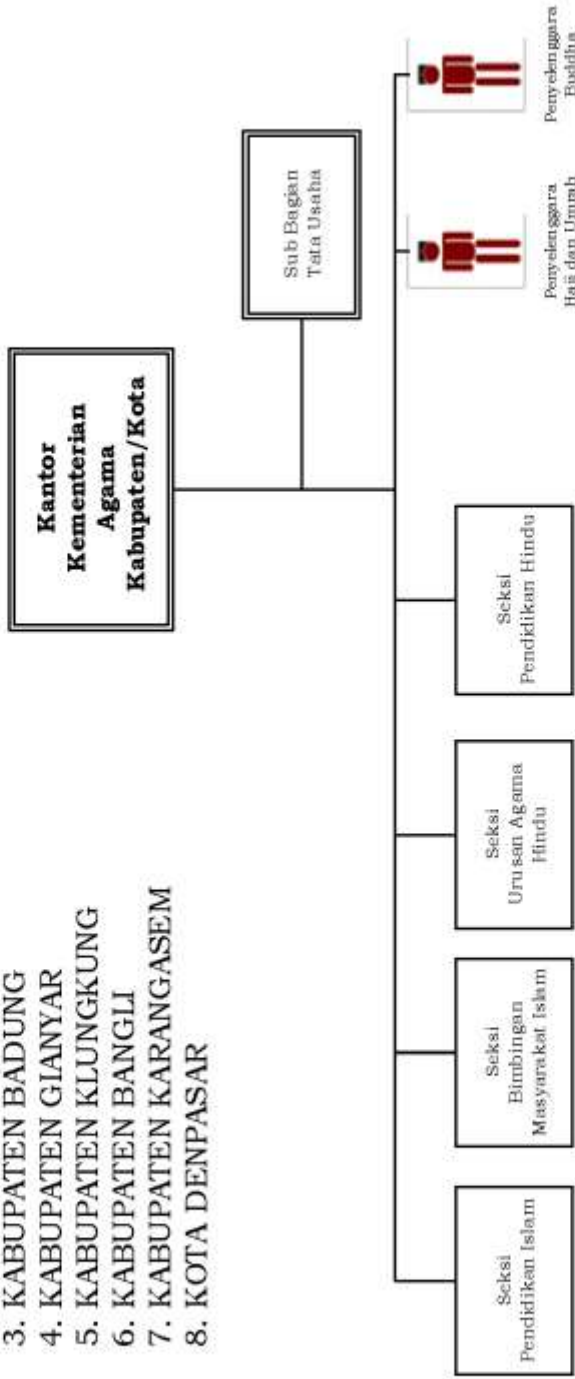 3. KABUPATEN BADUNG
4. KABUPATEN GIANYAR
5. KABUPATEN KLUNGKUNG
6. KABUPATEN BANGLI
7. KABUPATEN KARANGASEM
8. KOTA DENPASAR
Kantor
Kementerian
Agama
Kabupaten/Kota
Sub Bagian
Tata Usaha
Seksi
Pendidikan Islam
Seksi
Bimbingan
Masyarakat Islam
Seksi
Urusan Agama
Hindu
Seksi
Pendidikan Hindu
Penyelenggara
Haji dan Umrah
Penyelenggara
Buddha